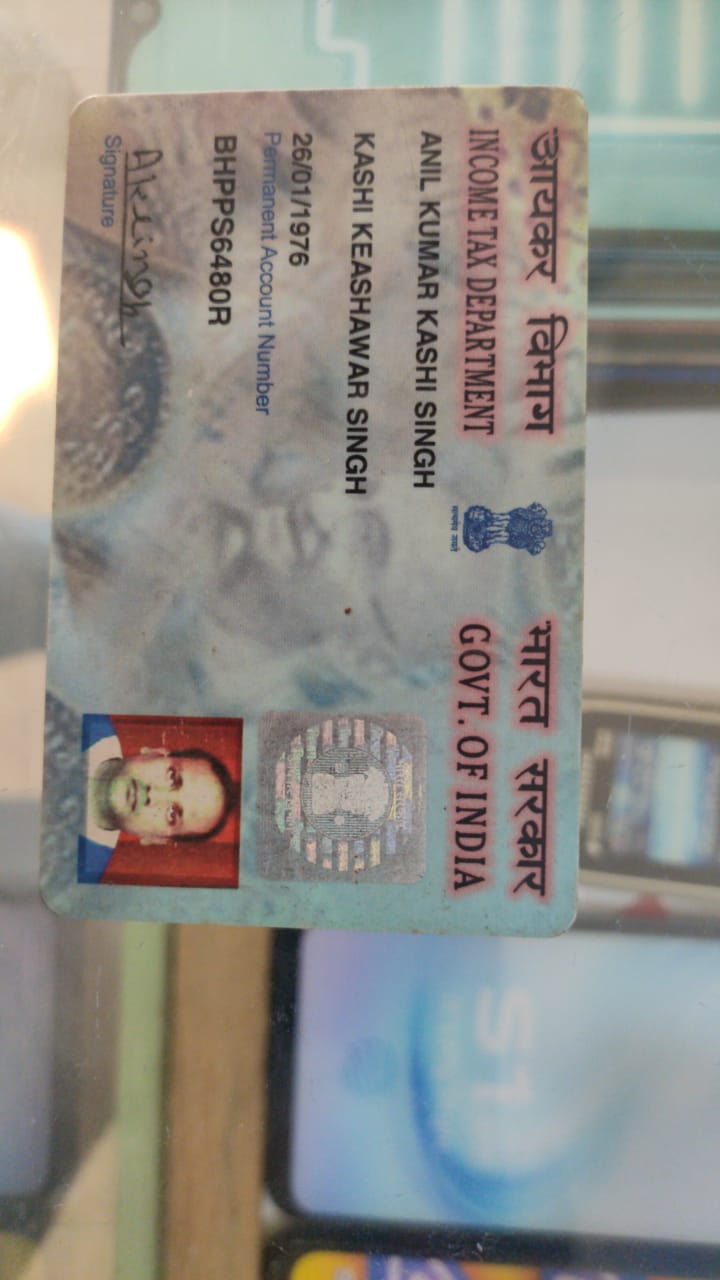 आयकर विभाग
INCOME TAX DEPARTMENT
भारत सरकार
GOVT. OF INDIA
सत्यमेव जयते
ANIL KUMAR KASHI SINGH
KASHI KEASHAWAR SINGH
26/01/1976
Permanent Account Number
BHPPS6480R
AkSingh
Signature
S1